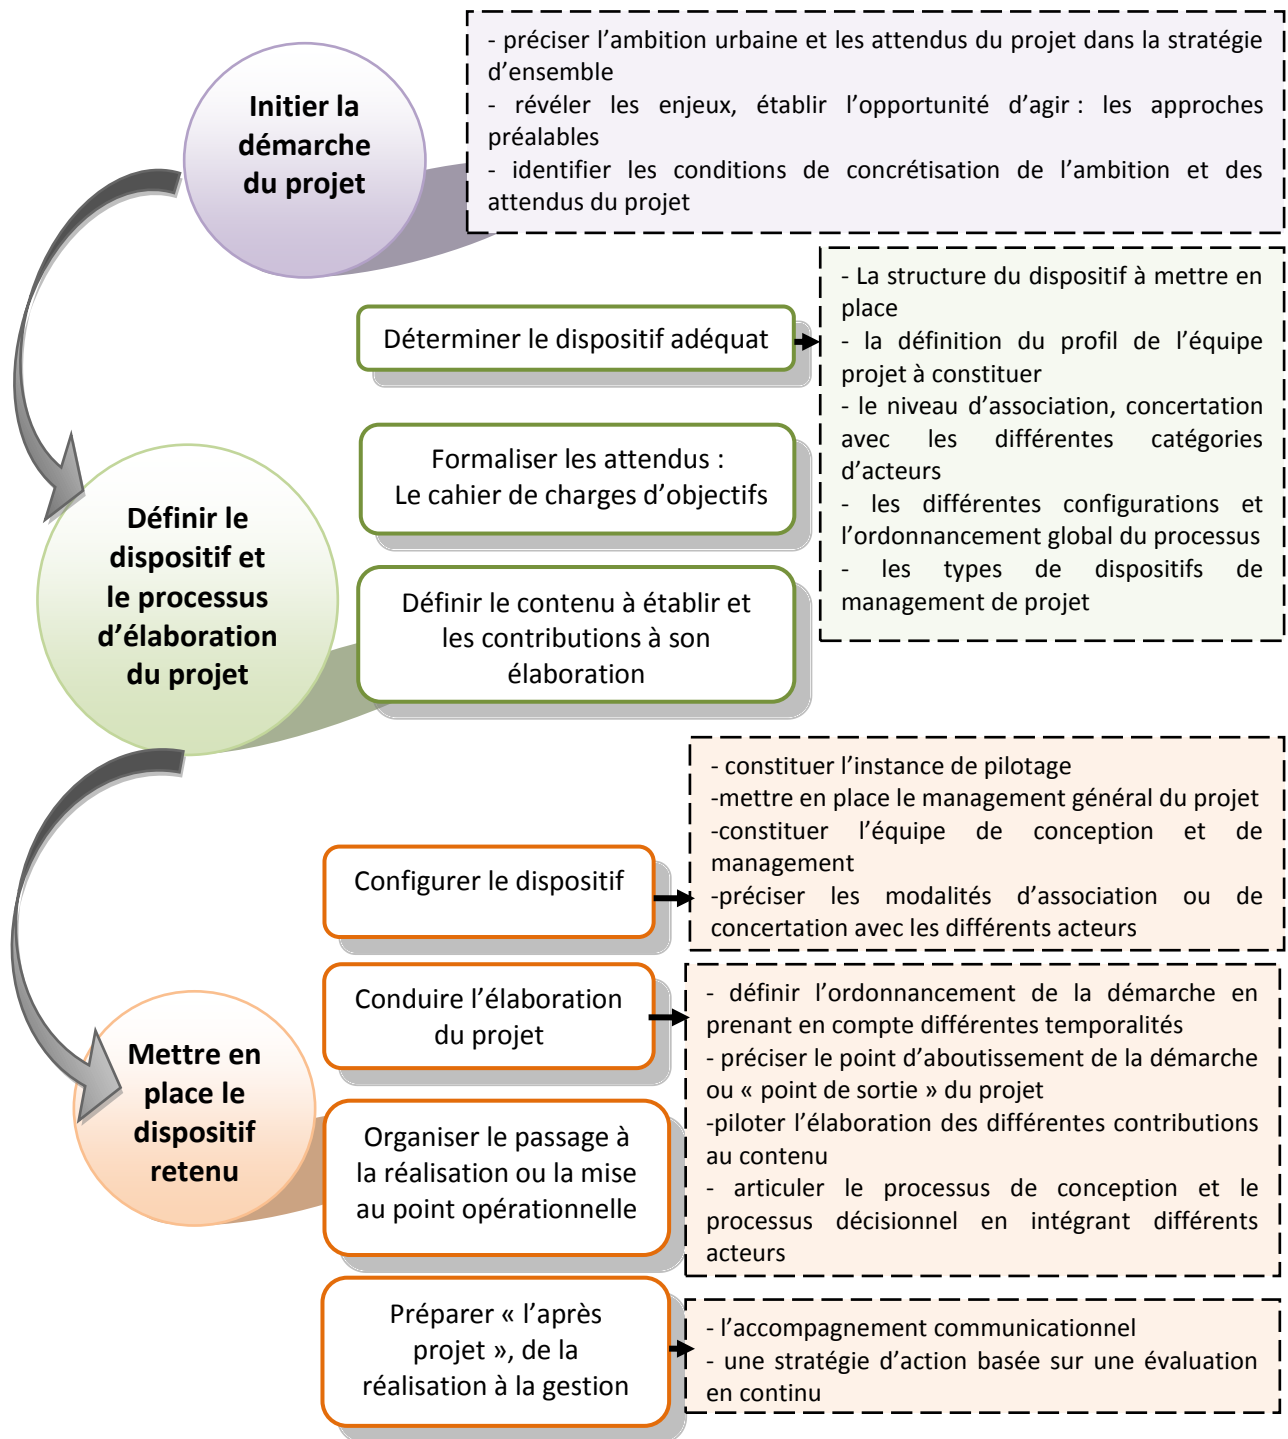 Initier la
démarche
du projet
- préciser l’ambition urbaine et les attendus du projet dans la stratégie
d’ensemble
- révéler les enjeux, établir l’opportunité d’agir : les approches
préalables
- identifier les conditions de concrétisation de l’ambition et des
attendus du projet
Définir le
dispositif et
le processus
d’élaboration
du projet
Déterminer le dispositif adéquat
- La structure du dispositif à mettre en
place
- la définition du profil de l’équipe
projet à constituer
- le niveau d’association, concertation
avec les différentes catégories
d’acteurs
- les différentes configurations et
l’ordonnancement global du processus
- les types de dispositifs de
management de projet
Formaliser les attendus :
Le cahier de charges d’objectifs
Définir le contenu à établir et
les contributions à son
élaboration
Mettre en
place le
dispositif
retenu
Configurer le dispositif
- constituer l’instance de pilotage
-mettre en place le management général du projet
-constituer l’équipe de conception et de
management
-préciser les modalités d’association ou de
concertation avec les différents acteurs
Conduire l’élaboration
du projet
- définir l’ordonnancement de la démarche en
prenant en compte différentes temporalités
- préciser le point d’aboutissement de la démarche
ou « point de sortie » du projet
-piloter l’élaboration des différentes contributions
au contenu
- articuler le processus de conception et le
processus décisionnel en intégrant différents
acteurs
Organiser le passage à
la réalisation ou la mise
au point opérationnelle
Préparer « l’après
projet », de la
réalisation à la gestion
- l’accompagnement communicationnel
- une stratégie d’action basée sur une évaluation
en continu